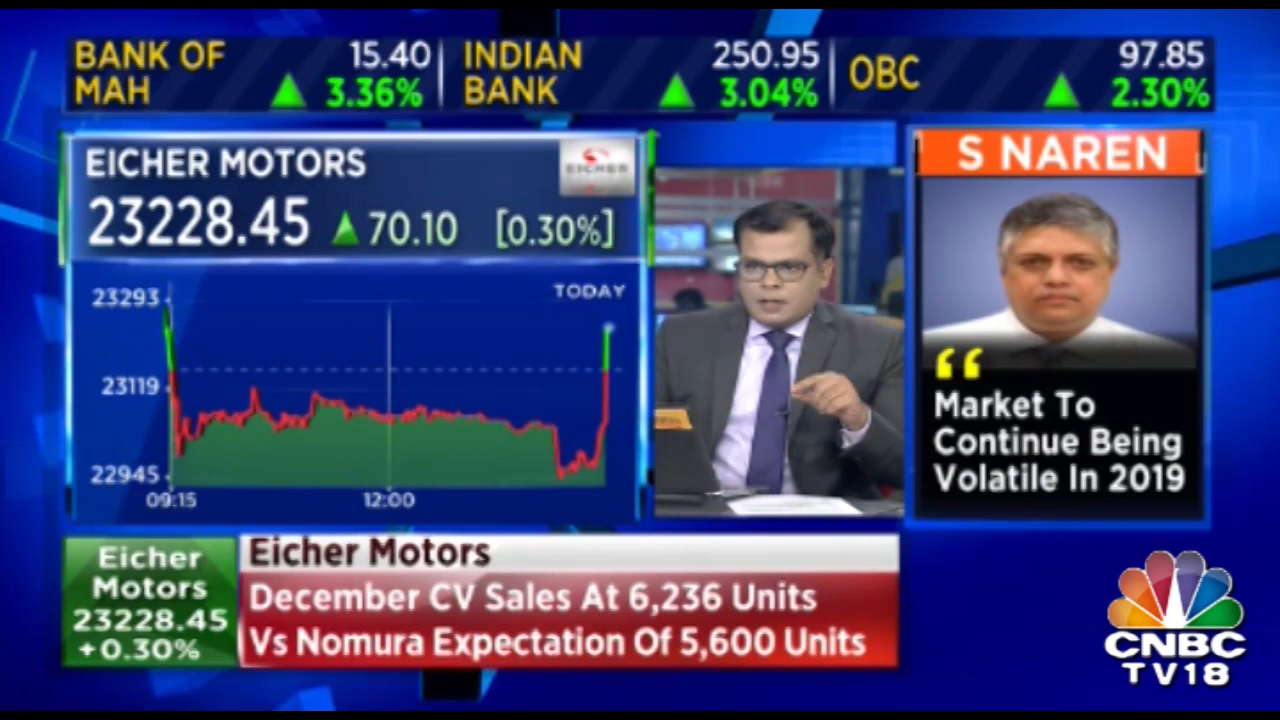 BANK OF MAH 15.40 3.36%
INDIAN BANK 250.95 3.04%
OBC 97.85 2.30%
EICHER MOTORS
EICHER
23228.45 70.10 [0.30%]
TODAY
23293
23119
22945
09:15 12:00
S NAREN
“
Market To
Continue Being
Volatile In 2019
Eicher
Motors
23228.45
+0.30%
Eicher Motors
December CV Sales At 6,236 Units
Vs Nomura Expectation Of 5,600 Units
CNBC
TV18